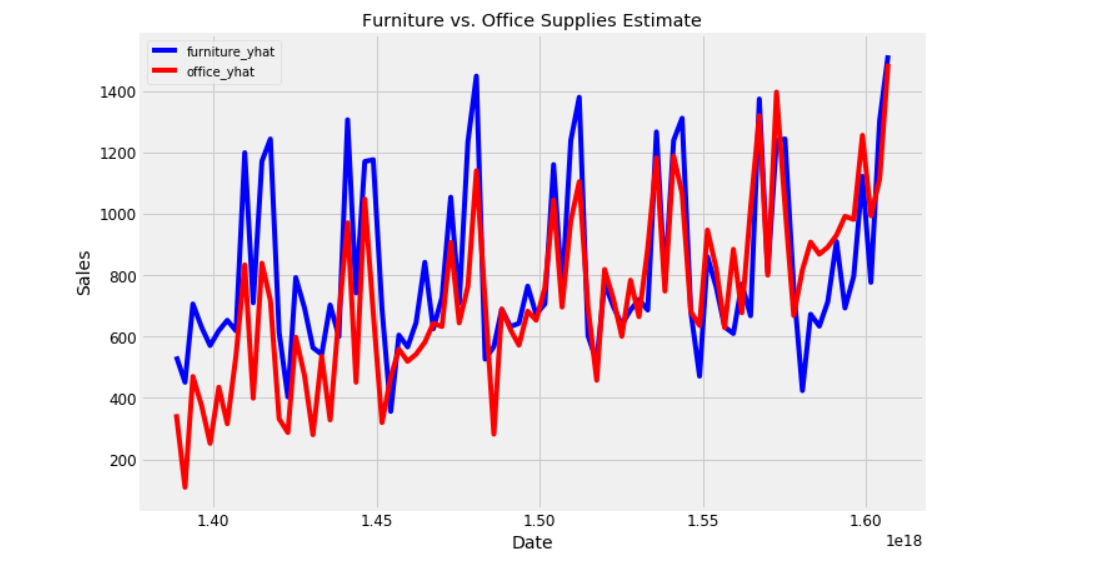 Furniture vs. Office Supplies Estimate
furniture_yhat
office_yhat
1400
1200
1000
800
600
400
200
Sales
1.40 1.45 1.50 1.55 1.60
1e18
Date